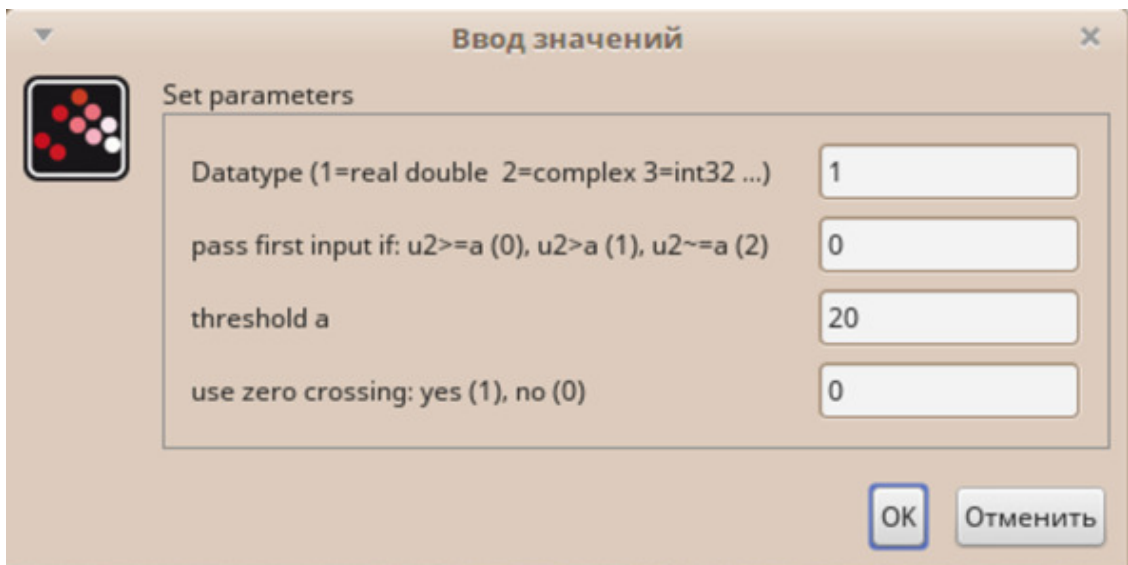 Ввод значений
Set parameters
Datatype (1=real double  2=complex 3=int32 ...) 1
pass first input if: u2>=a (0), u2>a (1), u2~=a (2) 0
threshold a 20
use zero crossing: yes (1), no (0) 0
OK Отменить